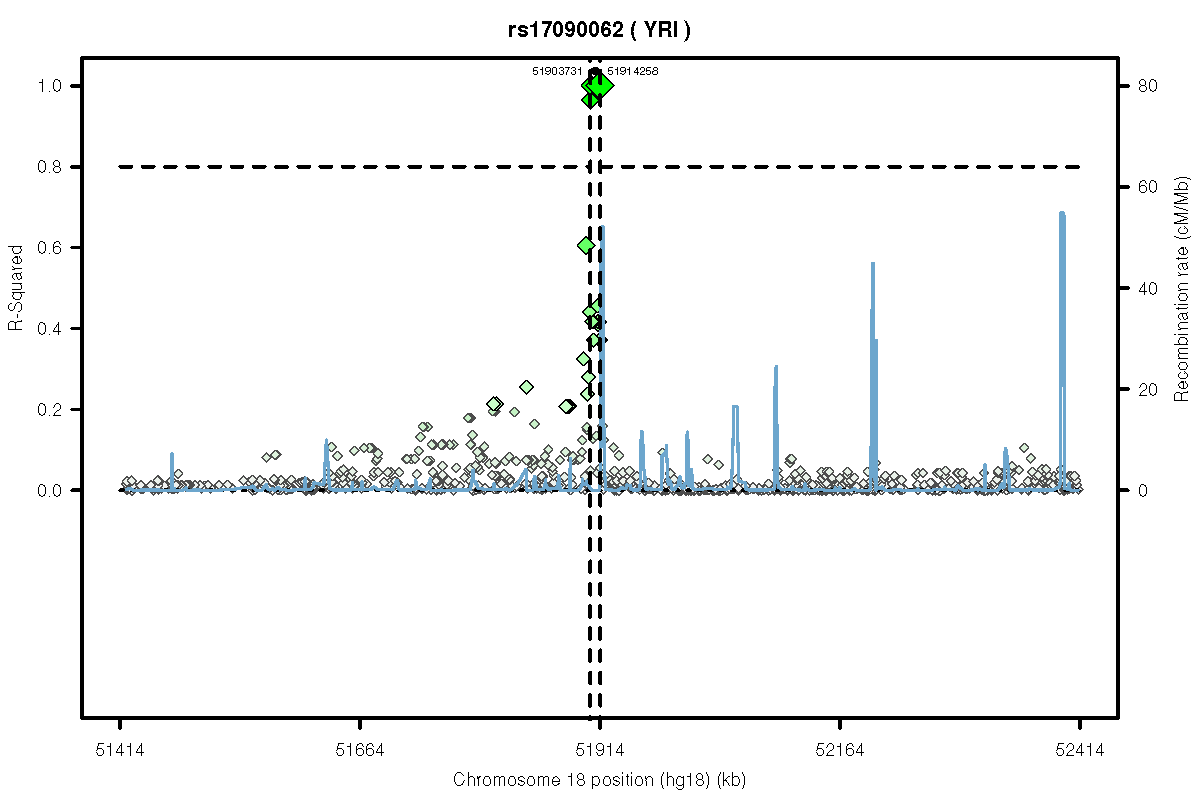 rs17090062 ( YRI )
51903731 51914258
1.0
0.8
0.6
0.4
0.2
0.0
R-Squared
80
60
40
20
0
Recombination rate (cM/Mb)
51414 51664 51914 52164 52414
Chromosome 18 position (hg18) (kb)